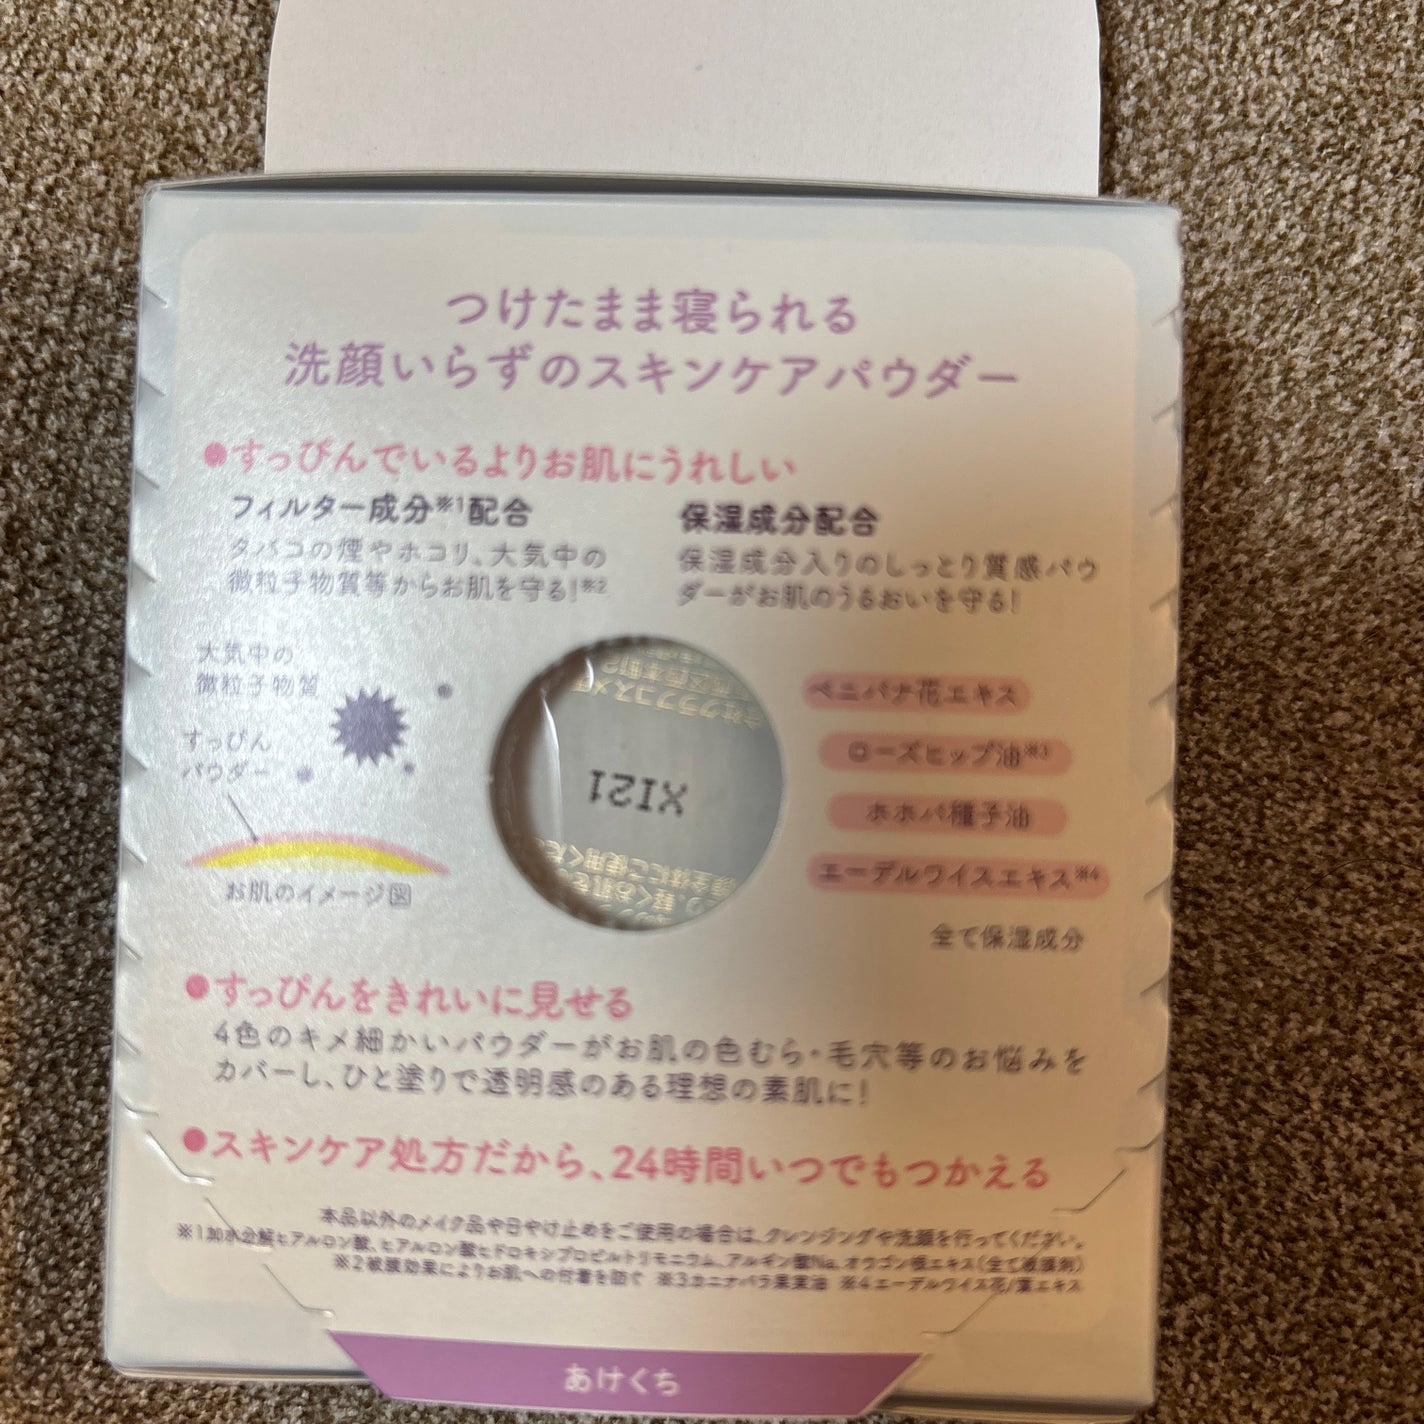 つけたまま寝られる
洗顔いらずのスキンケアパウダー
●すっぴんでいるよりお肌にうれしい
フィルター成分※1配合
タバコの煙やホコリ、大気中の
微粒子物質等からお肌を守る!※2
保湿成分配合
保湿成分入りのしっとり質感パウ
ダーがお肌のうるおいを守る!
大気中の
微粒子物質
すっぴん
パウダー
お肌のイメージ図
XI21
ベニバナ花エキス
ローズヒップ油※3
ホホバ種子油
エーデルワイスエキス※4
全て保湿成分
●すっぴんをきれいに見せる
4色のキメ細かいパウダーがお肌の色むら・毛穴等のお悩みを
カバーし、ひと塗りで透明感のある理想の素肌に!
●スキンケア処方だから、24時間いつでもつかえる
本品以外のメイク品や日やけ止めをご使用の場合は、クレンジングや洗顔を行ってください。
※1加水分解ヒアルロン酸、ヒアルロン酸ヒドロキシプロピルトリモニウム、アルギン酸Na、オウゴン根エキス(全て被膜剤)
※2被膜効果によりお肌への付着を防ぐ ※3カニナバラ果実油 ※4エーデルワイス花/葉エキス
あけくち